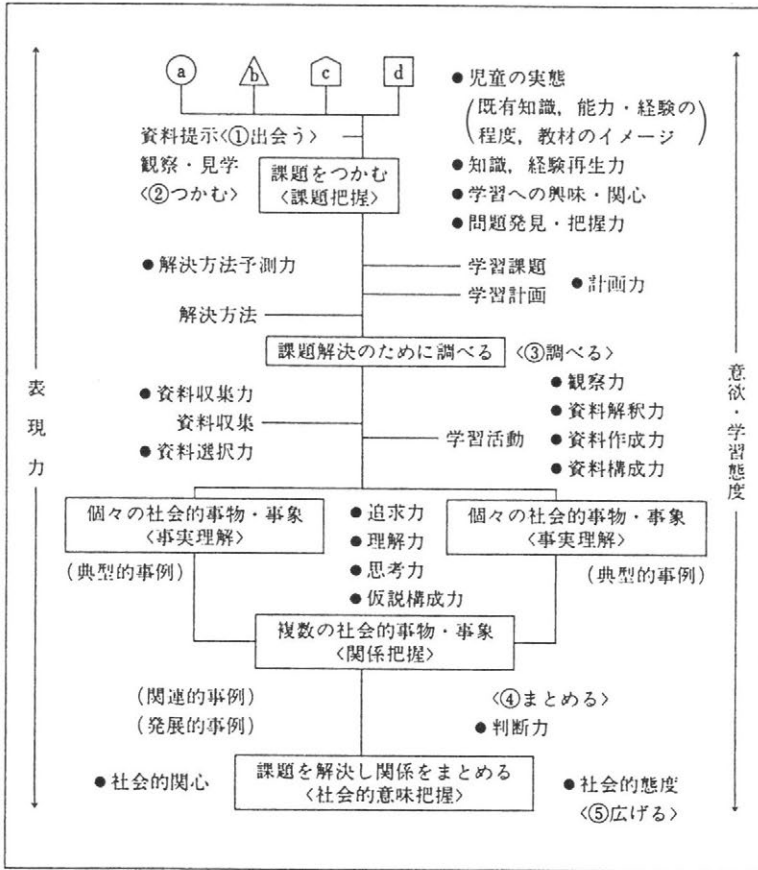 a
b
c
d
●児童の実態
(既有知識，能力・経験の
程度，教材のイメージ)
資料提示<①出会う>
観察・見学
<②つかむ>
課題をつかむ
<課題把握>
●知識，経験再生力
●学習への興味・関心
●問題発見・把握力
●解決方法予測力
学習課題
学習計画
●計画力
解決方法
課題解決のために調べる
<③調べる>
●資料収集力
資料収集
●資料選択力
学習活動
●観察力
●資料解釈力
●資料作成力
●資料構成力
表現力
意欲・学習態度
個々の社会的事物・事象
<事実理解>
(典型的事例)
●追求力
●理解力
●思考力
●仮説構成力
個々の社会的事物・事象
<事実理解>
(典型的事例)
複数の社会的事物・事象
<関係把握>
(関連的事例)
(発展的事例)
<④まとめる>
●判断力
●社会的関心
課題を解決し関係をまとめる
<社会的意味把握>
●社会的態度
<⑤広げる>